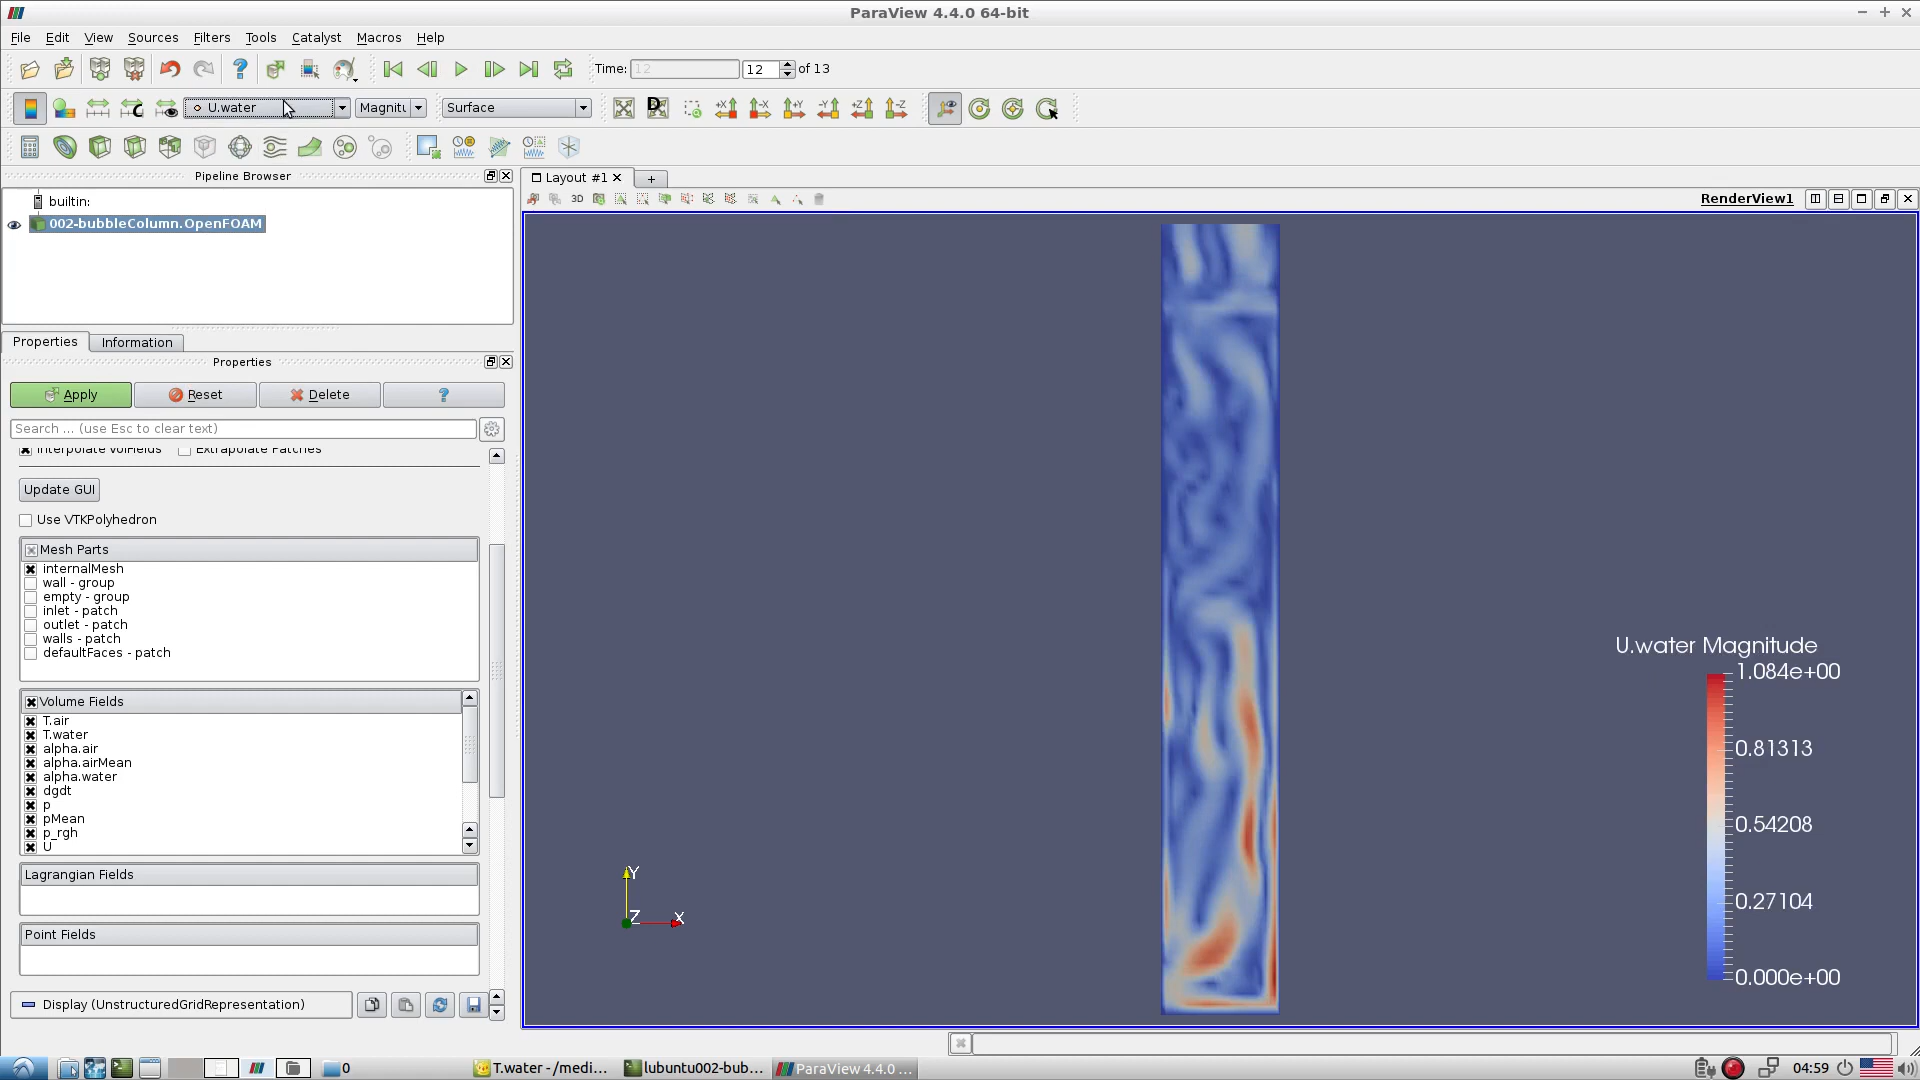 ParaView 4.4.0 64-bit
File Edit View Sources Filters Tools Catalyst Macros Help
Time: 12 12 of 13
U.water Magnitu Surface
+X -X +Y -Y +Z -Z
Pipeline Browser
builtin:
002-bubbleColumn.OpenFOAM
Properties Information
Properties
Apply Reset Delete ?
Search ... (use Esc to clear text)
Interpolate volFields Extrapolate Patches
Update GUI
Use VTKPolyhedron
Mesh Parts
internalMesh
wall - group
empty - group
inlet - patch
outlet - patch
walls - patch
defaultFaces - patch
Volume Fields
T.air
T.water
alpha.air
alpha.airMean
alpha.water
dgdt
p
pMean
p_rgh
U
Lagrangian Fields
Point Fields
Display (UnstructuredGridRepresentation)
Layout #1
3D
RenderView1
U.water Magnitude
1.084e+00
0.81313
0.54208
0.27104
0.000e+00
Y
Z X
0
T.water - /medi...
lubuntu002-bub...
ParaView 4.4.0 ...
04:59